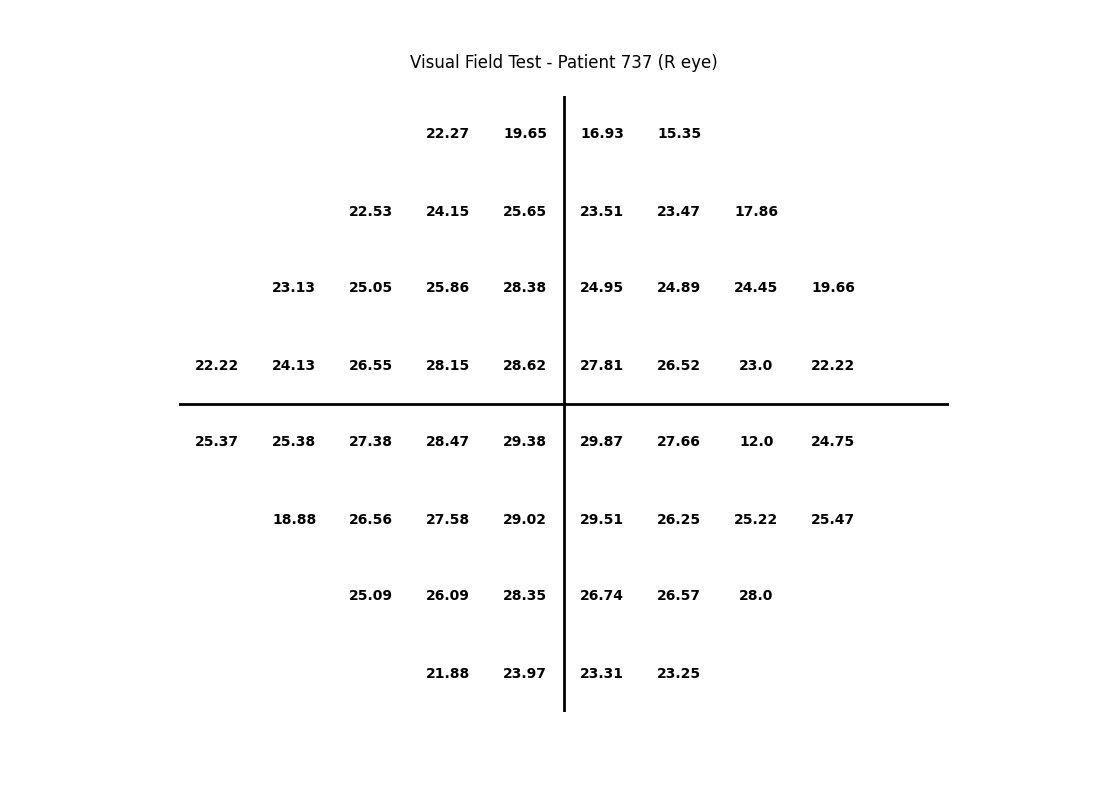 Visual Field Test - Patient 737 (R eye)
22.27 19.65 16.93 15.35
22.53 24.15 25.65 23.51 23.47 17.86
23.13 25.05 25.86 28.38 24.95 24.89 24.45 19.66
22.22 24.13 26.55 28.15 28.62 27.81 26.52 23.0 22.22
25.37 25.38 27.38 28.47 29.38 29.87 27.66 12.0 24.75
18.88 26.56 27.58 29.02 29.51 26.25 25.22 25.47
25.09 26.09 28.35 26.74 26.57 28.0
21.88 23.97 23.31 23.25